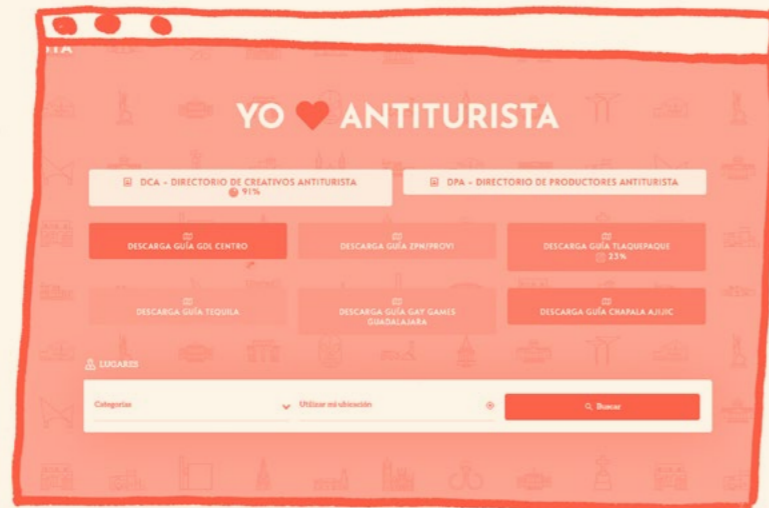 YO ❤ ANTITURISTA
DCA – DIRECTORIO DE CREATIVOS ANTITURISTA
91%
DPA – DIRECTORIO DE PRODUCTORES ANTITURISTA
DESCARGA GUÍA GDL CENTRO
DESCARGA GUÍA ZPN/PROVI
DESCARGA GUÍA TLAQUEPAQUE
23%
DESCARGA GUÍA TEQUILA
DESCARGA GUÍA GAY GAMES
GUADALAJARA
DESCARGA GUÍA CHAPALA AJIJIC
LUGARES
Categorías
Utilizar mi ubicación
Buscar